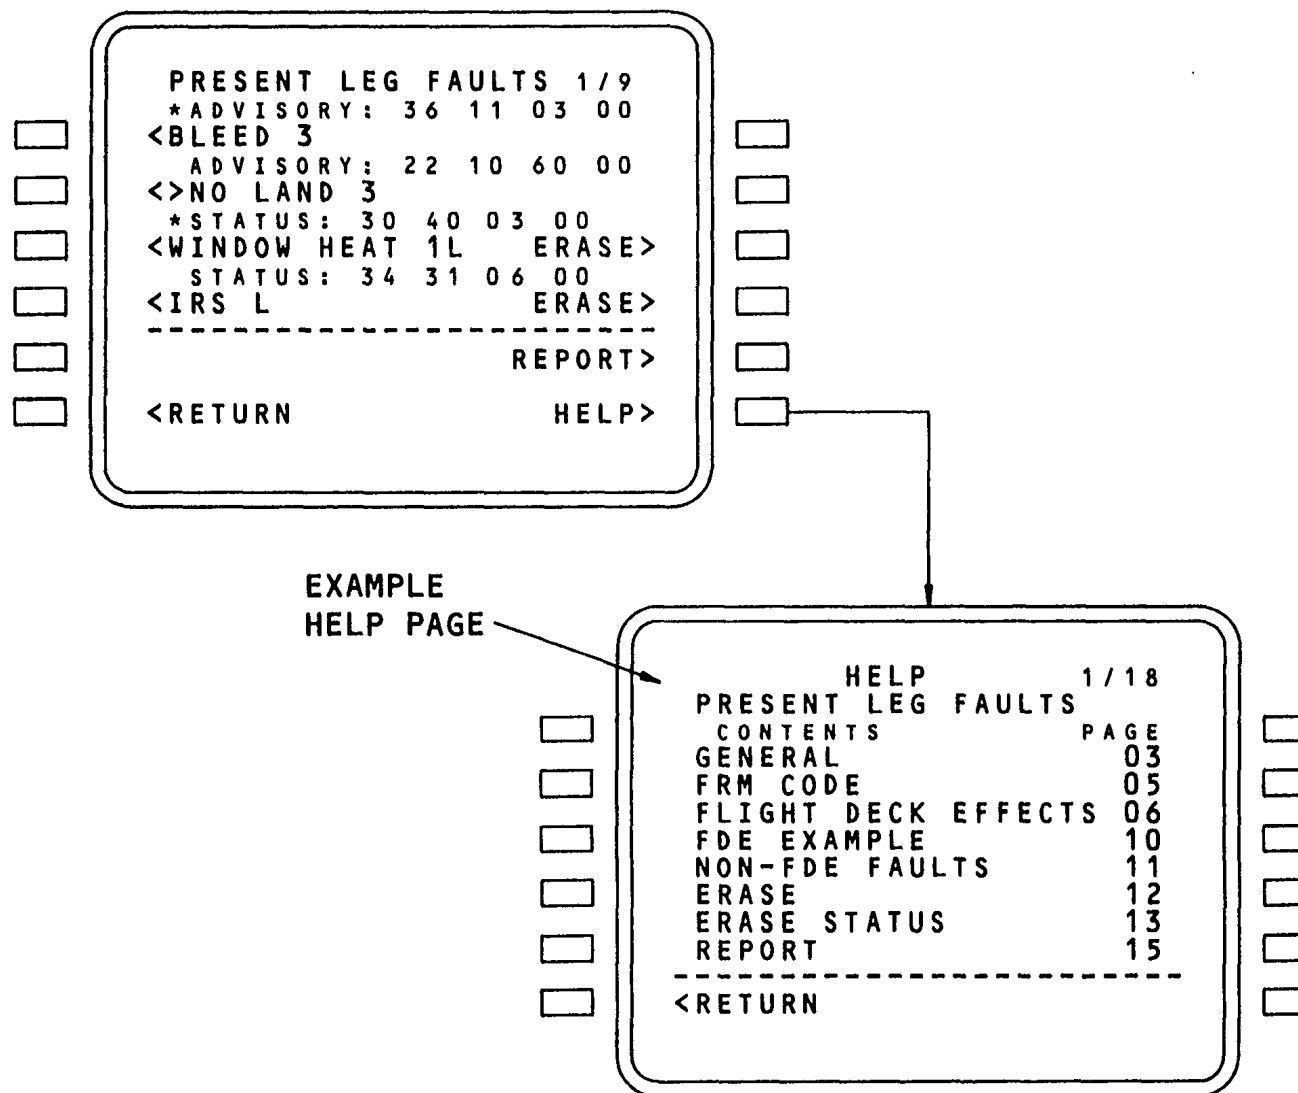 PRESENT LEG FAULTS 1/9
*ADVISORY: 36 11 03 00
<BLEED 3
ADVISORY: 22 10 60 00
<>NO LAND 3
*STATUS: 30 40 03 00
<WINDOW HEAT 1L ERASE>
STATUS: 34 31 06 00
<IRS L ERASE>
REPORT>
<RETURN HELP>
EXAMPLE
HELP PAGE
HELP 1/18
PRESENT LEG FAULTS
CONTENTS PAGE
GENERAL 03
FRM CODE 05
FLIGHT DECK EFFECTS 06
FDE EXAMPLE 10
NON-FDE FAULTS 11
ERASE 12
ERASE STATUS 13
REPORT 15
<RETURN